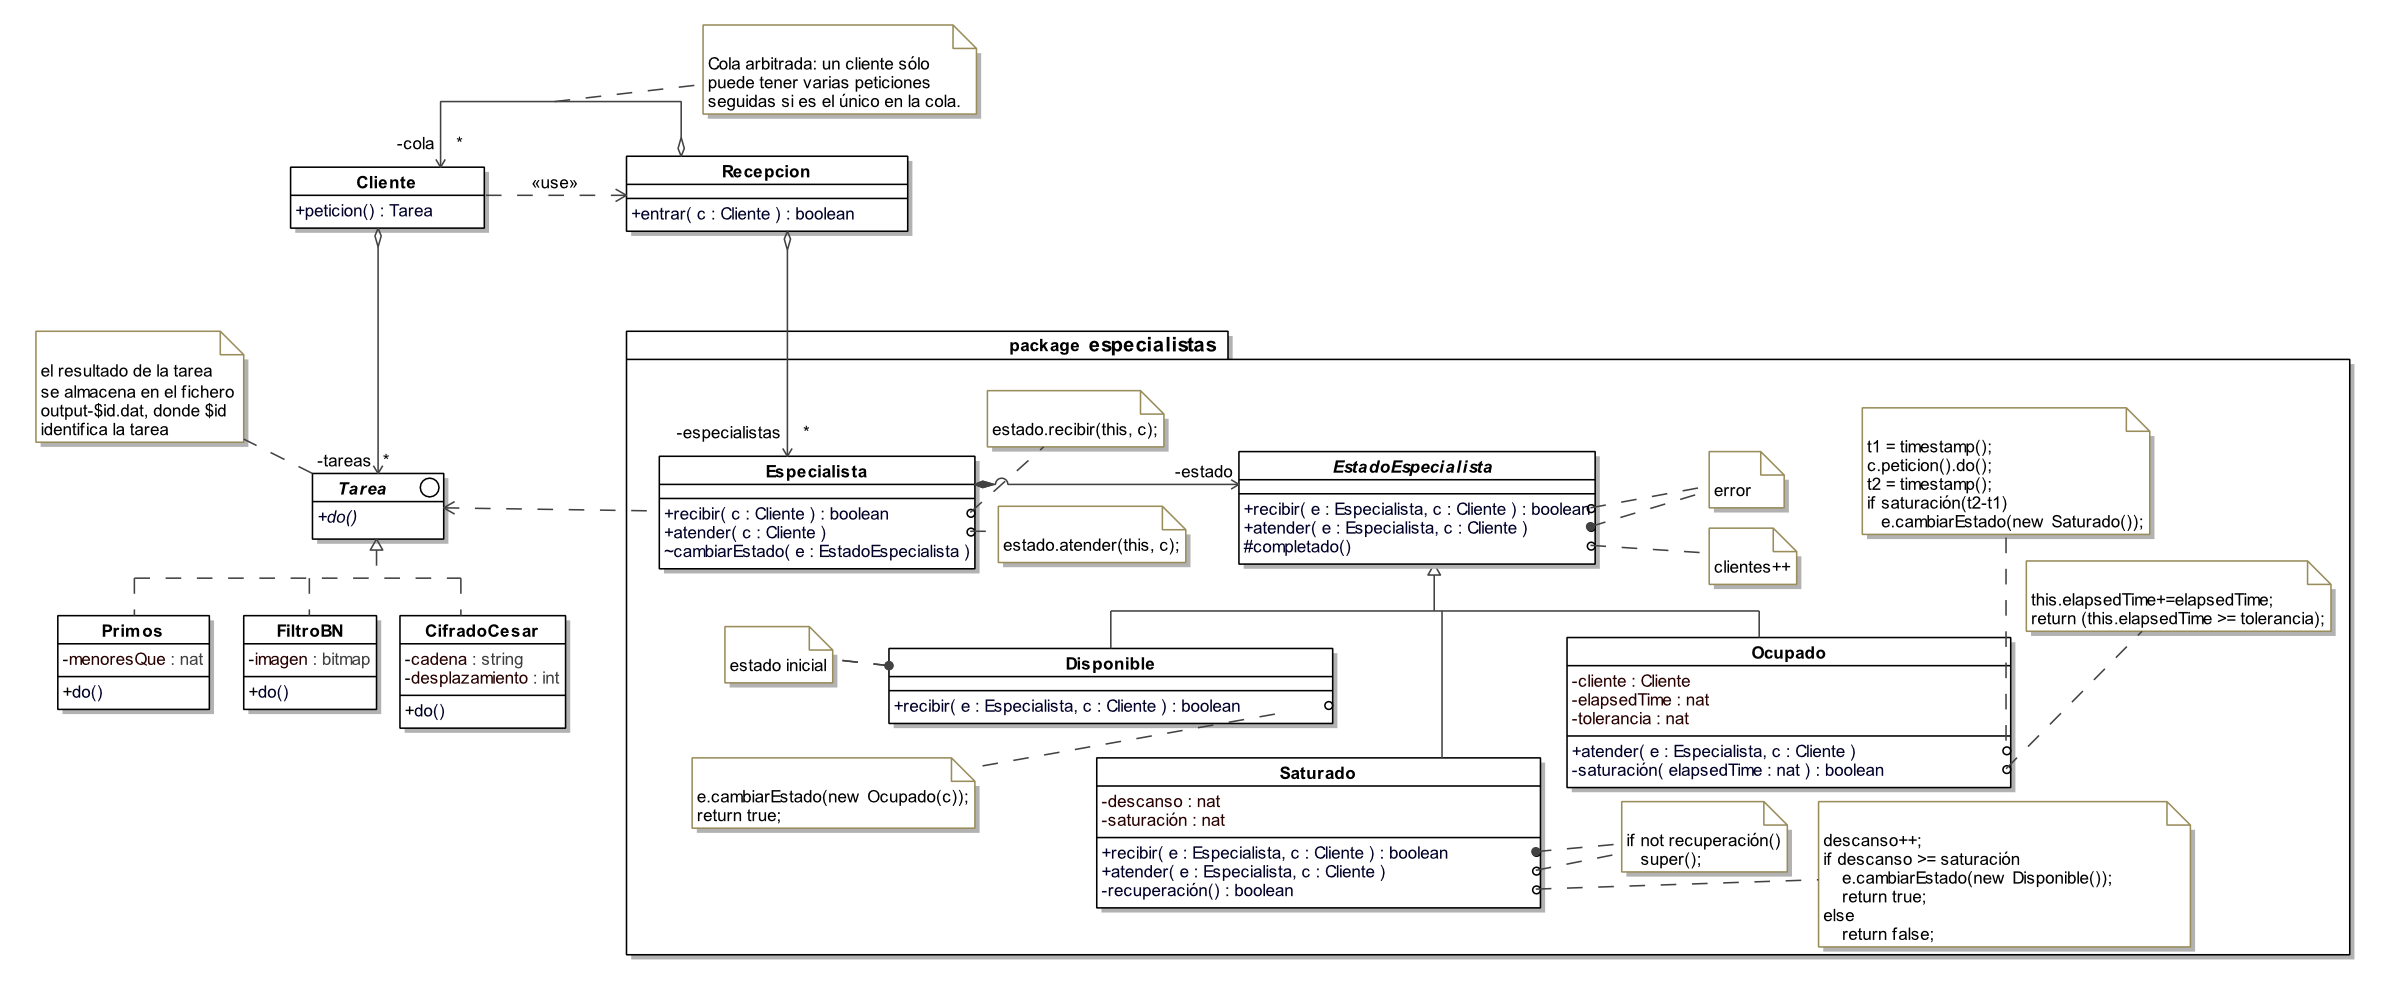 Cola arbitrada: un cliente sólo
puede tener varias peticiones
seguidas si es el único en la cola.
-cola *
Cliente
+peticion() : Tarea
«use»
Recepcion
+entrar( c : Cliente ) : boolean
el resultado de la tarea
se almacena en el fichero
output-$id.dat, donde $id
identifica la tarea
-tareas *
Tarea
+do()
Primos
-menoresQue : nat
+do()
FiltroBN
-imagen : bitmap
+do()
CifradoCesar
-cadena : string
-desplazamiento : int
+do()
package especialistas
-especialistas *
Especialista
+recibir( c : Cliente ) : boolean
+atender( c : Cliente )
~cambiarEstado( e : EstadoEspecialista )
estado.recibir(this, c);
estado.atender(this, c);
-estado
EstadoEspecialista
+recibir( e : Especialista, c : Cliente ) : boolean
+atender( e : Especialista, c : Cliente )
#completado()
error
clientes++
t1 = timestamp();
c.peticion().do();
t2 = timestamp();
if saturación(t2-t1)
e.cambiarEstado(new Saturado());
this.elapsedTime+=elapsedTime;
return (this.elapsedTime >= tolerancia);
estado inicial
Disponible
+recibir( e : Especialista, c : Cliente ) : boolean
e.cambiarEstado(new Ocupado(c));
return true;
Ocupado
-cliente : Cliente
-elapsedTime : nat
-tolerancia : nat
+atender( e : Especialista, c : Cliente )
-saturación( elapsedTime : nat ) : boolean
Saturado
-descanso : nat
-saturación : nat
+recibir( e : Especialista, c : Cliente ) : boolean
+atender( e : Especialista, c : Cliente )
-recuperación() : boolean
if not recuperación()
super();
descanso++;
if descanso >= saturación
e.cambiarEstado(new Disponible());
return true;
else
return false;